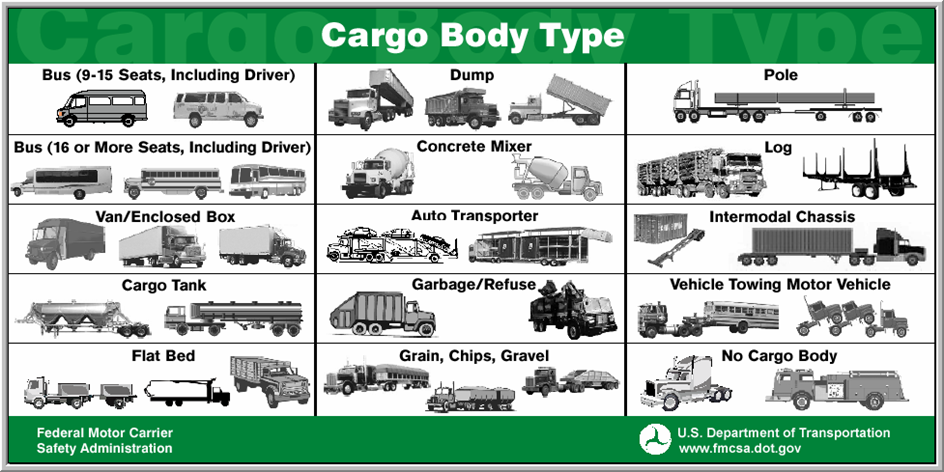 Cargo Body Type
Bus (9-15 Seats, Including Driver)
Dump
Pole
Bus (16 or More Seats, Including Driver)
Concrete Mixer
Log
Van/Enclosed Box
Auto Transporter
Intermodal Chassis
Cargo Tank
Garbage/Refuse
Vehicle Towing Motor Vehicle
Flat Bed
Grain, Chips, Gravel
No Cargo Body
Federal Motor Carrier
Safety Administration
U.S. Department of Transportation
www.fmcsa.dot.gov